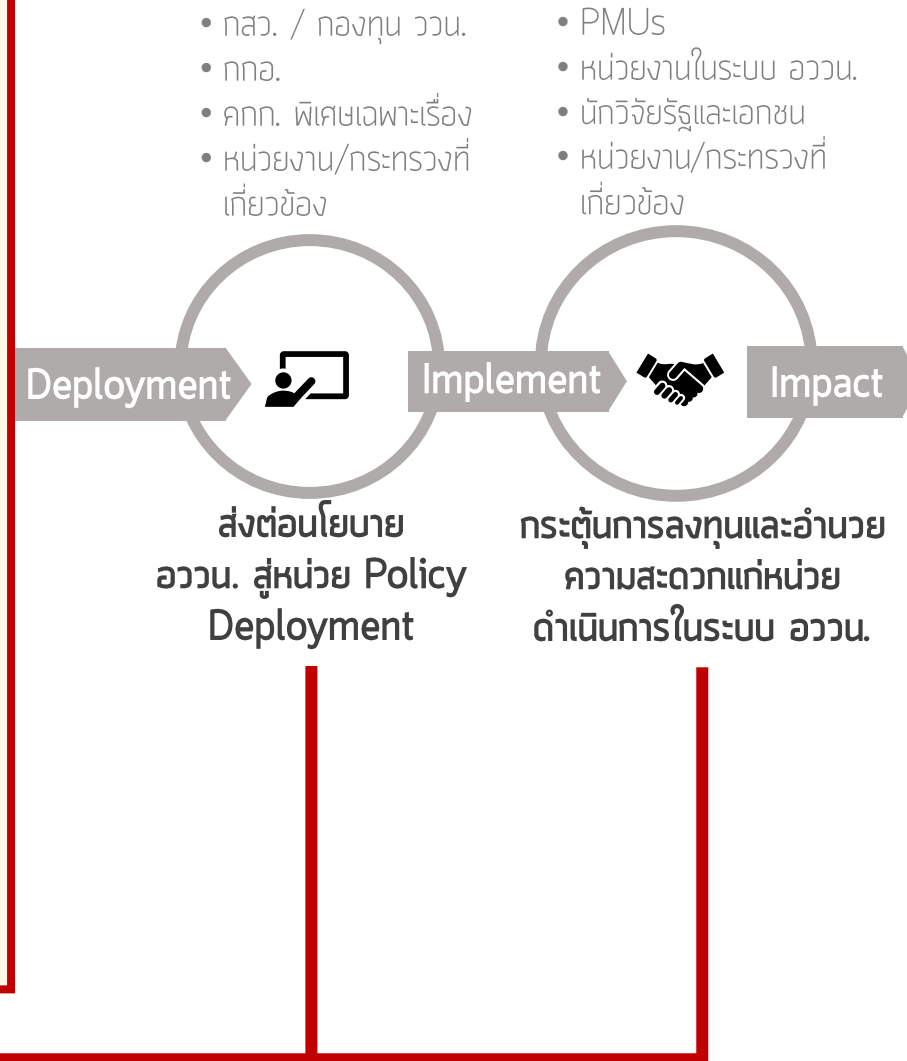 • กสว. / กองทุน ววน.
• กกอ.
• คกก. พิเศษเฉพาะเรื่อง
• หน่วยงาน/กระทรวงที่
เกี่ยวข้อง
• PMUs
• หน่วยงานในระบบ อววน.
• นักวิจัยรัฐและเอกชน
• หน่วยงาน/กระทรวงที่
เกี่ยวข้อง
Deployment
Implement
Impact
ส่งต่อนโยบาย
อววน. สู่หน่วย Policy
Deployment
กระตุ้นการลงทุนและอำนวย
ความสะดวกแก่หน่วย
ดำเนินการในระบบ อววน.